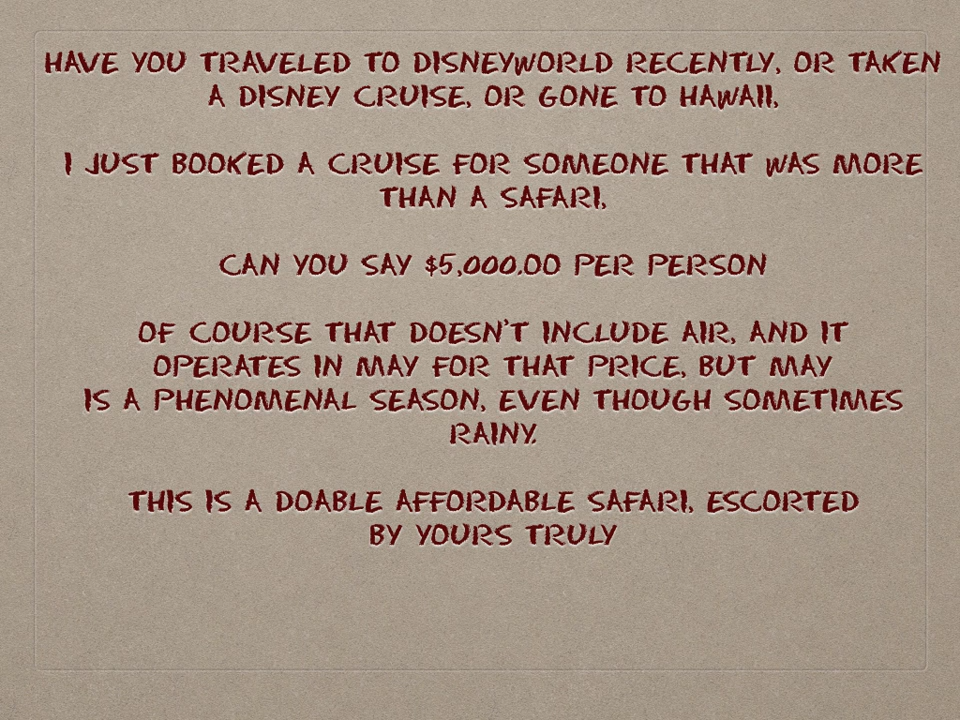 HAVE YOU TRAVELED TO DISNEYWORLD RECENTLY, OR TAKEN
A DISNEY CRUISE, OR GONE TO HAWAII,
I JUST BOOKED A CRUISE FOR SOMEONE THAT WAS MORE
THAN A SAFARI,
CAN YOU SAY $5,000.00 PER PERSON
OF COURSE THAT DOESN'T INCLUDE AIR, AND IT
OPERATES IN MAY FOR THAT PRICE, BUT MAY
IS A PHENOMENAL SEASON, EVEN THOUGH SOMETIMES
RAINY.
THIS IS A DOABLE AFFORDABLE SAFARI, ESCORTED
BY YOURS TRULY